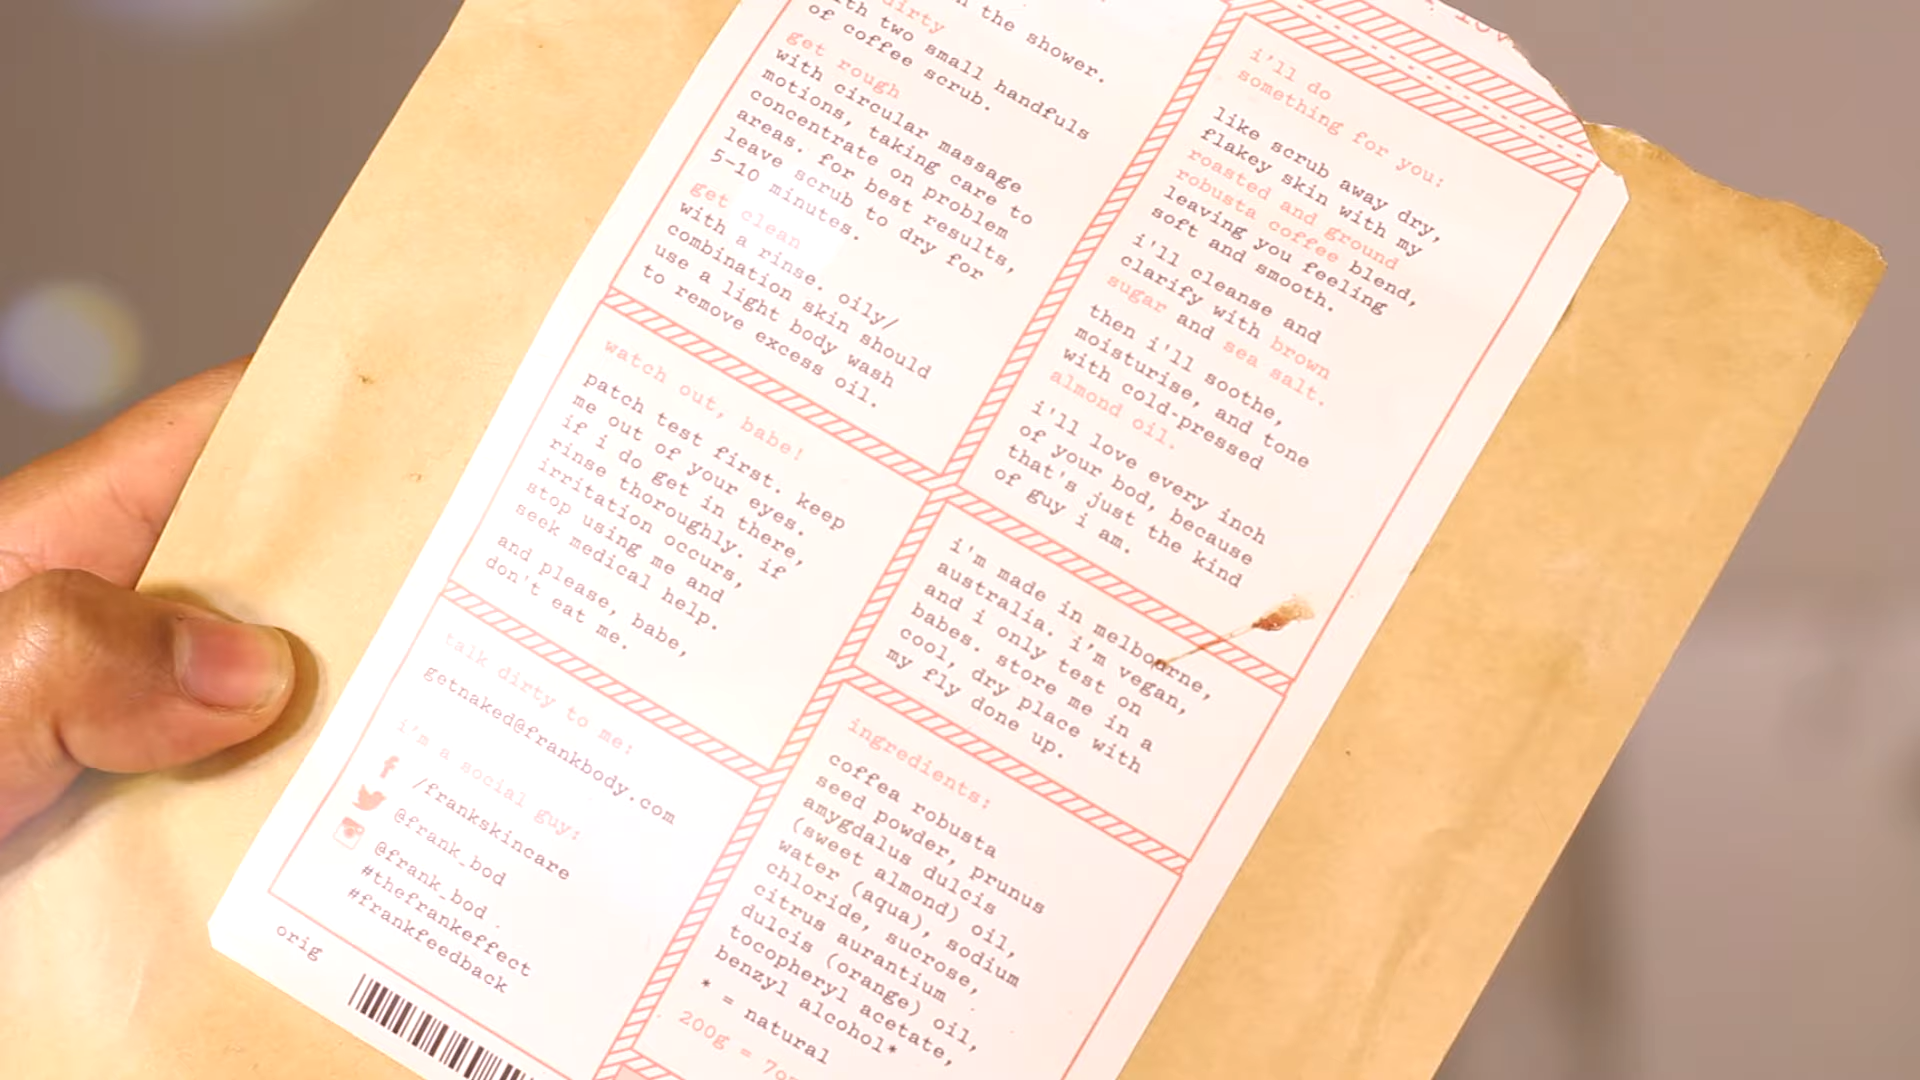 the shower.
dirty
with two small handfuls
of coffee scrub.
get rough
with circular massage
motions, taking care to
concentrate on problem
areas. for best results,
leave scrub to dry for
5-10 minutes.
get clean
with a rinse. oily/
combination skin should
use a light body wash
to remove excess oil.
watch out, babe!
patch test first. keep
me out of your eyes.
if i do get in there,
rinse thoroughly. if
irritation occurs,
stop using me and
seek medical help.
and please, babe,
don't eat me.
talk dirty to me:
getnaked@frankbody.com
i'm a social guy:
/frankskincare
@frank_bod
@frank_bod
#thefrankeffect
#frankfeedback
orig
i'll do
something for you:
like scrub away dry,
flakey skin with my
roasted and ground
robusta coffee blend,
leaving you feeling
soft and smooth.
i'll cleanse and
clarify with brown
sugar and sea salt.
then i'll soothe,
moisturise, and tone
with cold-pressed
almond oil.
i'll love every inch
of your bod, because
that's just the kind
of guy i am.
i'm made in melbourne,
australia. i'm vegan,
and i only test on
babes. store me in a
cool, dry place with
my fly done up.
ingredients:
coffea robusta
seed powder, prunus
amygdalus dulcis
(sweet almond) oil,
water (aqua), sodium
chloride, sucrose,
citrus aurantium
dulcis (orange) oil,
tocopheryl acetate,
benzyl alcohol*
* = natural
200g = 7oz